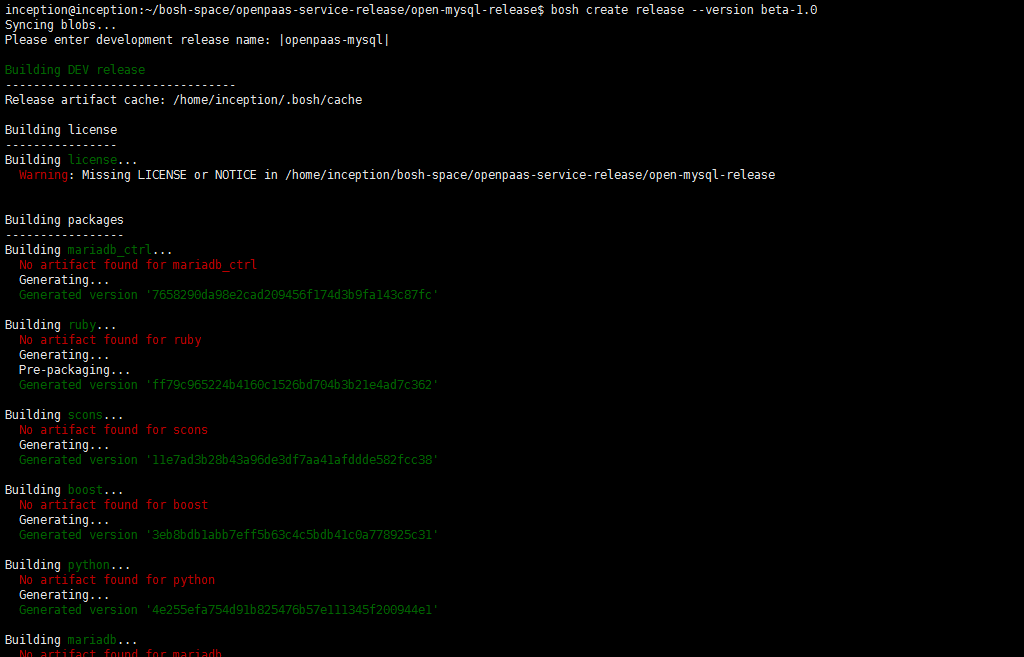 inception@inception:~/bosh-space/openpaas-service-release/open-mysql-release$ bosh create release --version beta-1.0
Syncing blobs...
Please enter development release name: |openpaas-mysql|
Building DEV release
---------------------------------
Release artifact cache: /home/inception/.bosh/cache
Building license
----------------
Building license...
Warning: Missing LICENSE or NOTICE in /home/inception/bosh-space/openpaas-service-release/open-mysql-release
Building packages
-----------------
Building mariadb_ctrl...
No artifact found for mariadb_ctrl
Generating...
Generated version '7658290da98e2cad209456f174d3b9fa143c87fc'
Building ruby...
No artifact found for ruby
Generating...
Pre-packaging...
Generated version 'ff79c965224b4160c1526bd704b3b21e4ad7c362'
Building scons...
No artifact found for scons
Generating...
Generated version '11e7ad3b28b43a96de3df7aa41afddde582fcc38'
Building boost...
No artifact found for boost
Generating...
Generated version '3eb8bdb1abb7eff5b63c4c5bdb41c0a778925c31'
Building python...
No artifact found for python
Generating...
Generated version '4e255efa754d91b825476b57e111345f200944e1'
Building mariadb...
No artifact found for mariadb